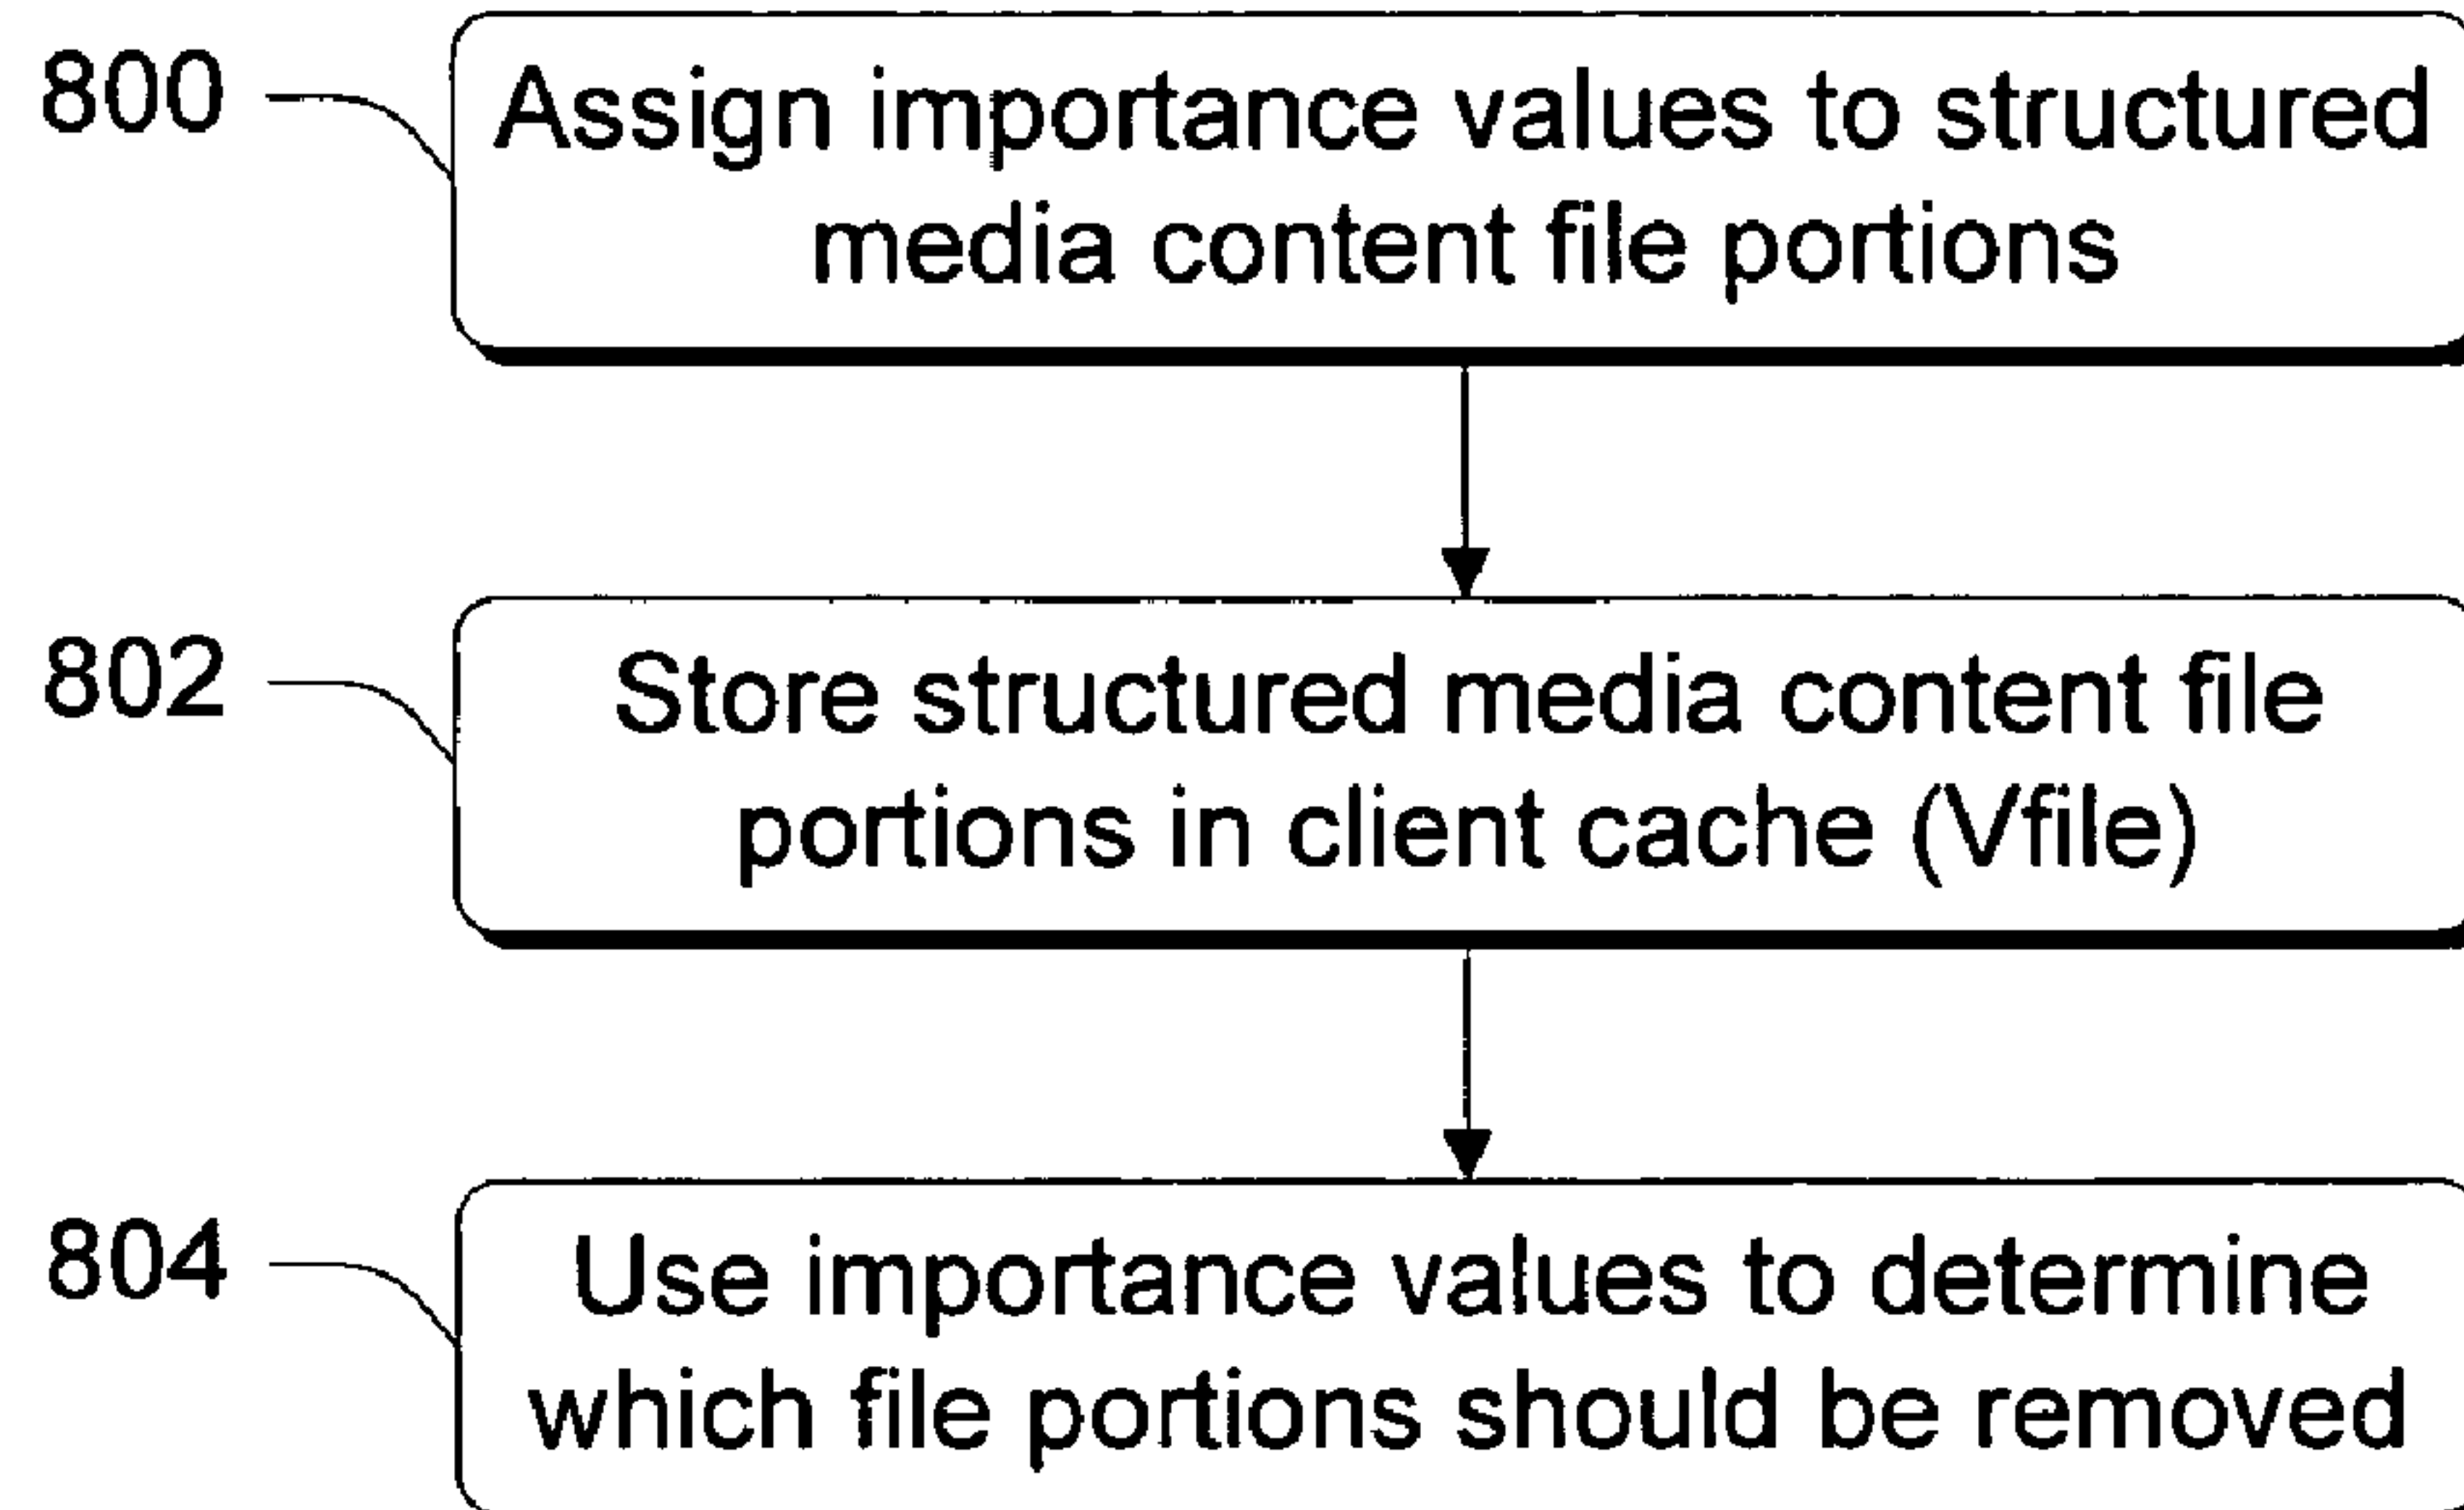 800
Assign importance values to structured
media content file portions
802
Store structured media content file
portions in client cache (Vfile)
804
Use importance values to determine
which file portions should be removed